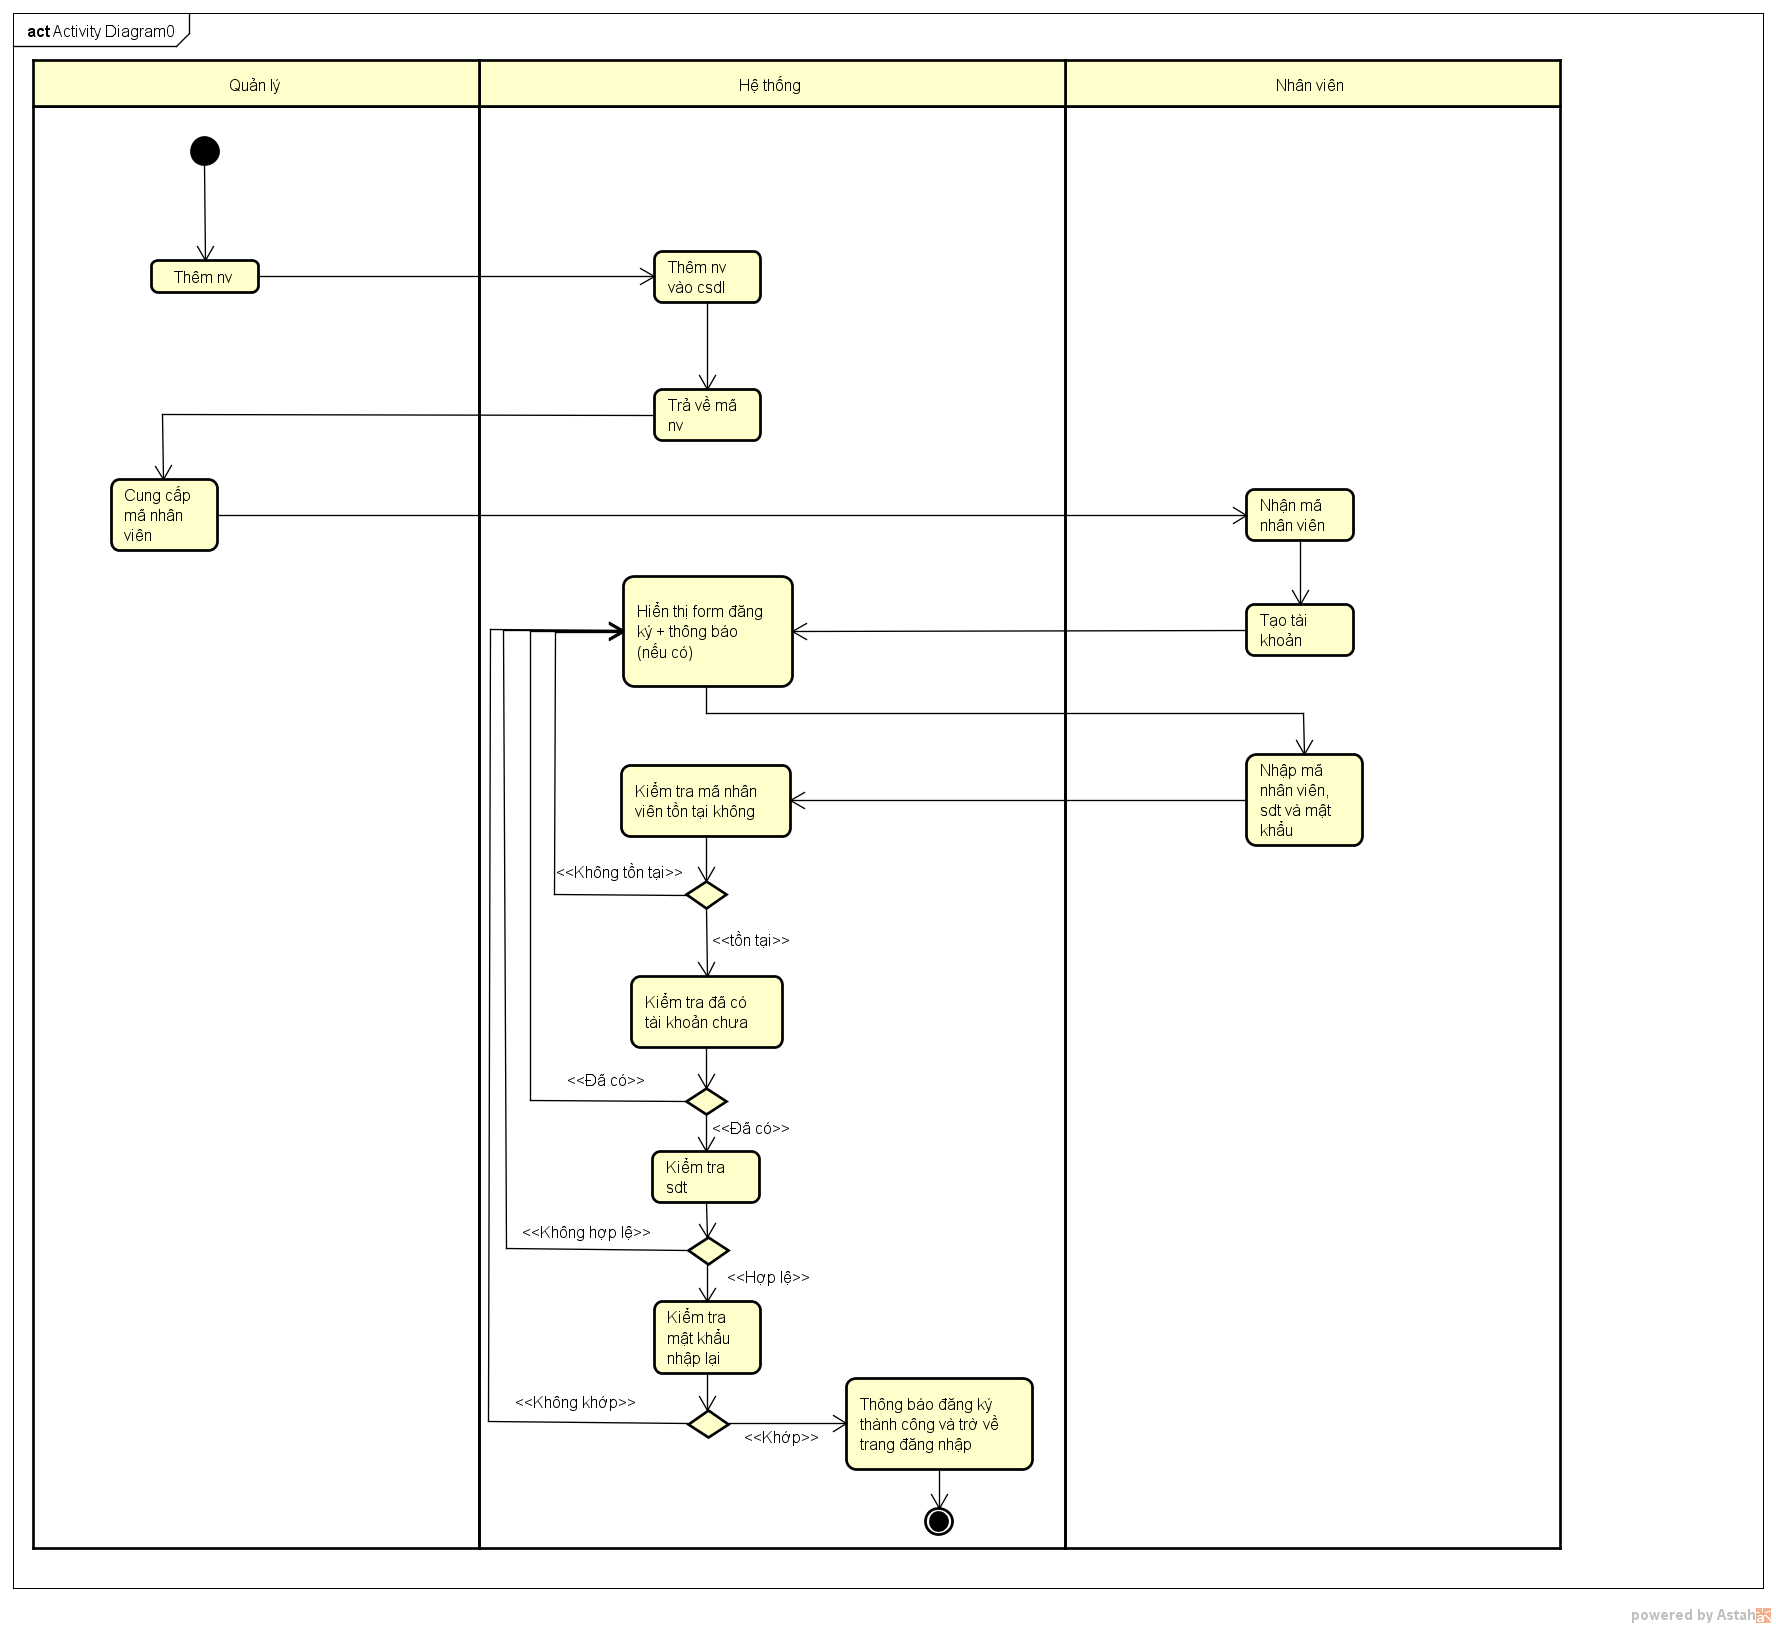 act Activity Diagram0
Quản lý
Hệ thống
Nhân viên
Thêm nv
Thêm nv
vào csdl
Trả về mã
nv
Cung cấp
mã nhân
viên
Nhận mã
nhân viên
Tạo tài
khoản
Hiển thị form đăng
ký + thông báo
(nếu có)
Nhập mã
nhân viên,
sdt và mật
khẩu
Kiểm tra mã nhân
viên tồn tại không
<<Không tồn tại>>
<<tồn tại>>
Kiểm tra đã có
tài khoản chưa
<<Đã có>>
<<Đã có>>
Kiểm tra
sdt
<<Không hợp lệ>>
<<Hợp lệ>>
Kiểm tra
mật khẩu
nhập lại
<<Không khớp>>
<<Khớp>>
Thông báo đăng ký
thành công và trờ về
trang đăng nhập
powered by Astah